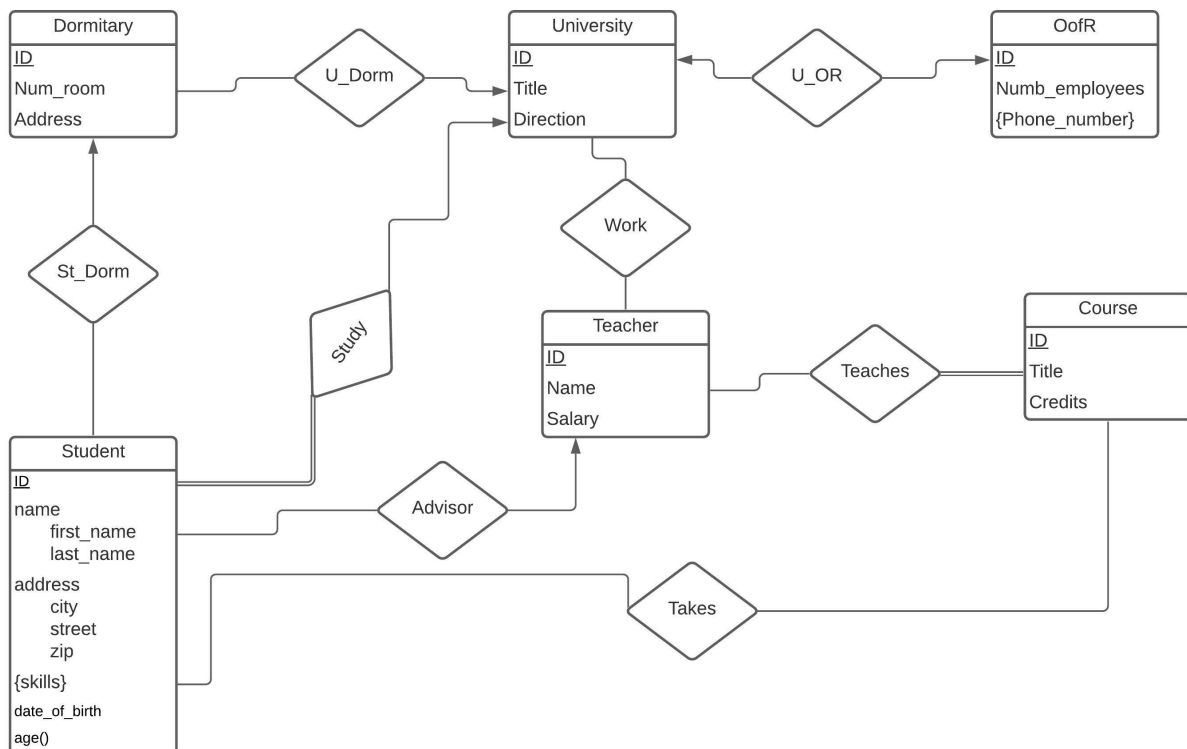 Dormitary
ID
Num_room
Address
U_Dorm
University
ID
Title
Direction
U_OR
OofR
ID
Numb_employees
{Phone_number}
St_Dorm
Study
Work
Teacher
ID
Name
Salary
Teaches
Course
ID
Title
Credits
Student
ID
name
first_name
last_name
address
city
street
zip
{skills}
date_of_birth
age()
Advisor
Takes